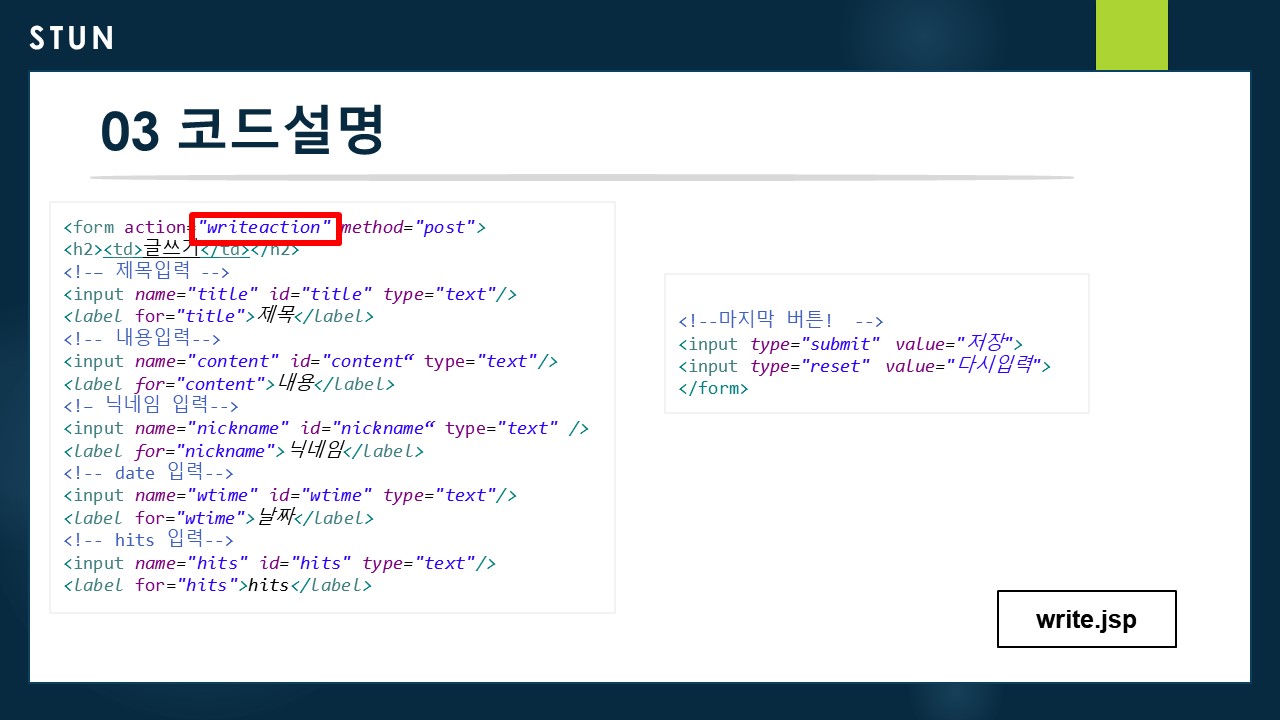 STUN
03 코드설명
<form action="writeaction" method="post">
<h2><td>글쓰기</td></h2>
<!-– 제목입력 -->
<input name="title" id="title" type="text"/>
<label for="title">제목</label>
<!-- 내용입력-->
<input name="content" id="content“ type="text"/>
<label for="content">내용</label>
<!– 닉네임 입력-->
<input name="nickname" id="nickname“ type="text" />
<label for="nickname">닉네임</label>
<!-- date 입력-->
<input name="wtime" id="wtime" type="text"/>
<label for="wtime">날짜</label>
<!-- hits 입력-->
<input name="hits" id="hits" type="text"/>
<label for="hits">hits</label>
<!--마지막 버튼!  -->
<input type="submit" value="저장">
<input type="reset" value="다시입력">
</form>
write.jsp